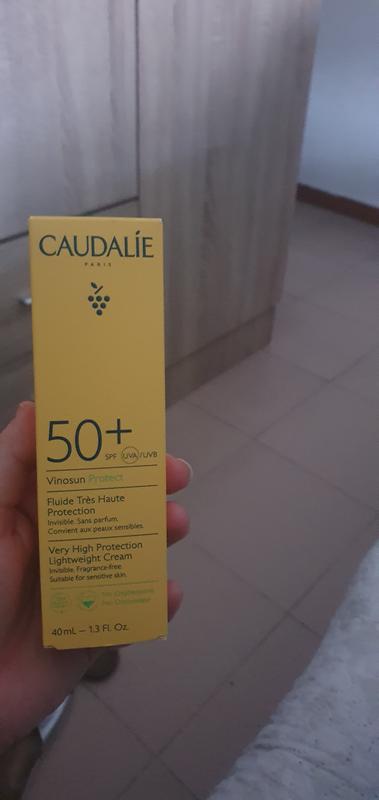 CAUDALÍE
PARIS
50+
SPF UVA/UVB
Vinosun Protect
Fluide Très Haute
Protection
Invisible. Sans parfum.
Convient aux peaux sensibles.
Very High Protection
Lightweight Cream
Invisible. Fragrance-free.
Suitable for sensitive skin.
40 mL – 1.3 Fl. Oz.